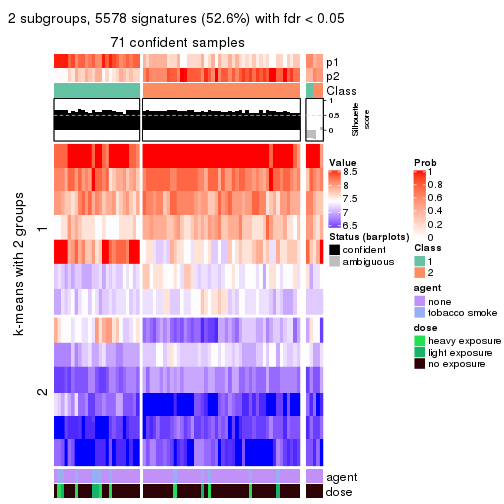 2 subgroups, 5578 signatures (52.6%) with fdr < 0.05
71 confident samples
p1
p2
Class
1
0.5
0
Silhouette
score
k-means with 2 groups
1
2
Value
8.5
8
7.5
7
6.5
Status (barplots)
confident
ambiguous
Prob
1
0.8
0.6
0.4
0.2
0
Class
1
2
agent
none
tobacco smoke
dose
heavy exposure
light exposure
no exposure
agent
dose